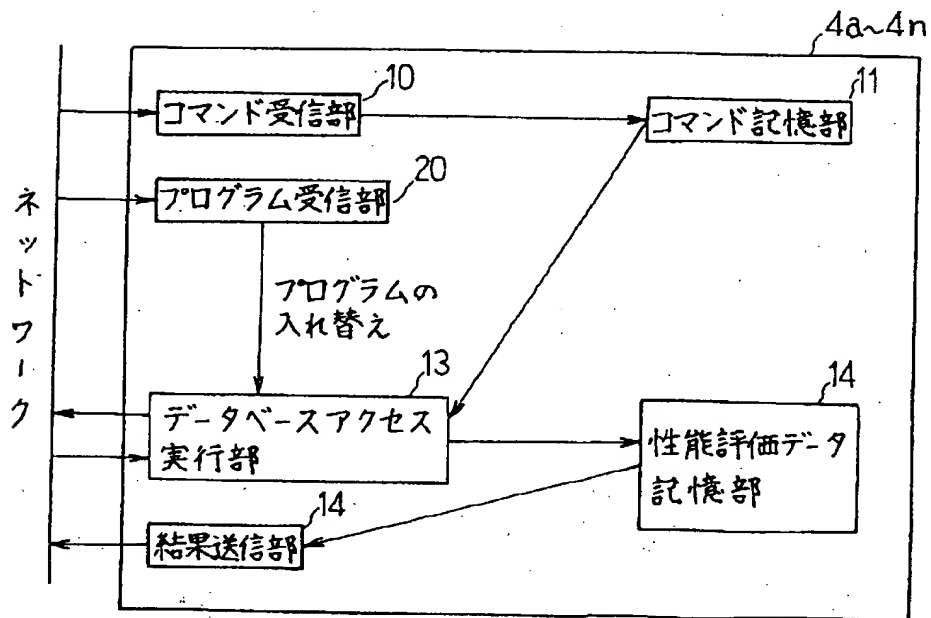 4a~4n
10
コマンド受信部
11
コマンド記憶部
20
プログラム受信部
ネットワーク
プログラムの
入れ替え
13
データベースアクセス
実行部
14
性能評価データ
記憶部
14
結果送信部